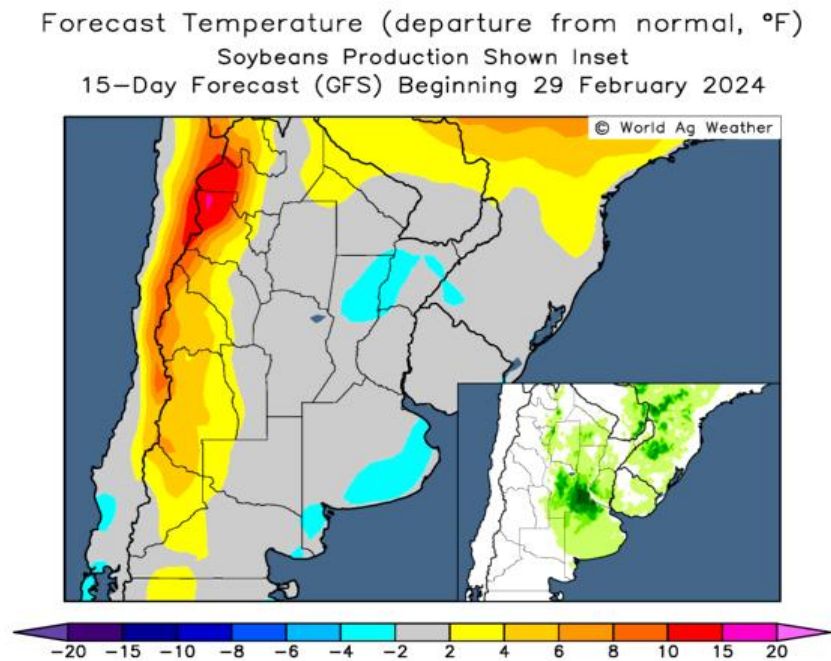 Forecast Temperature (departure from normal, °F)
Soybeans Production Shown Inset
15-Day Forecast (GFS) Beginning 29 February 2024
© World Ag Weather
-20 -15 -10 -8 -6 -4 -2 2 4 6 8 10 15 20